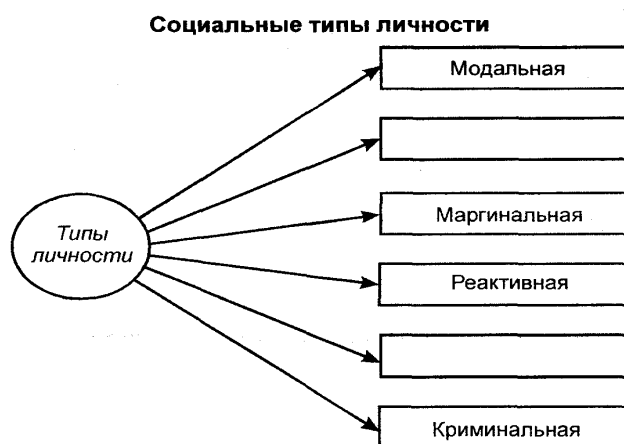 Социальные типы личности
Модальная
Маргинальная
Типы
личности
Реактивная
Криминальная